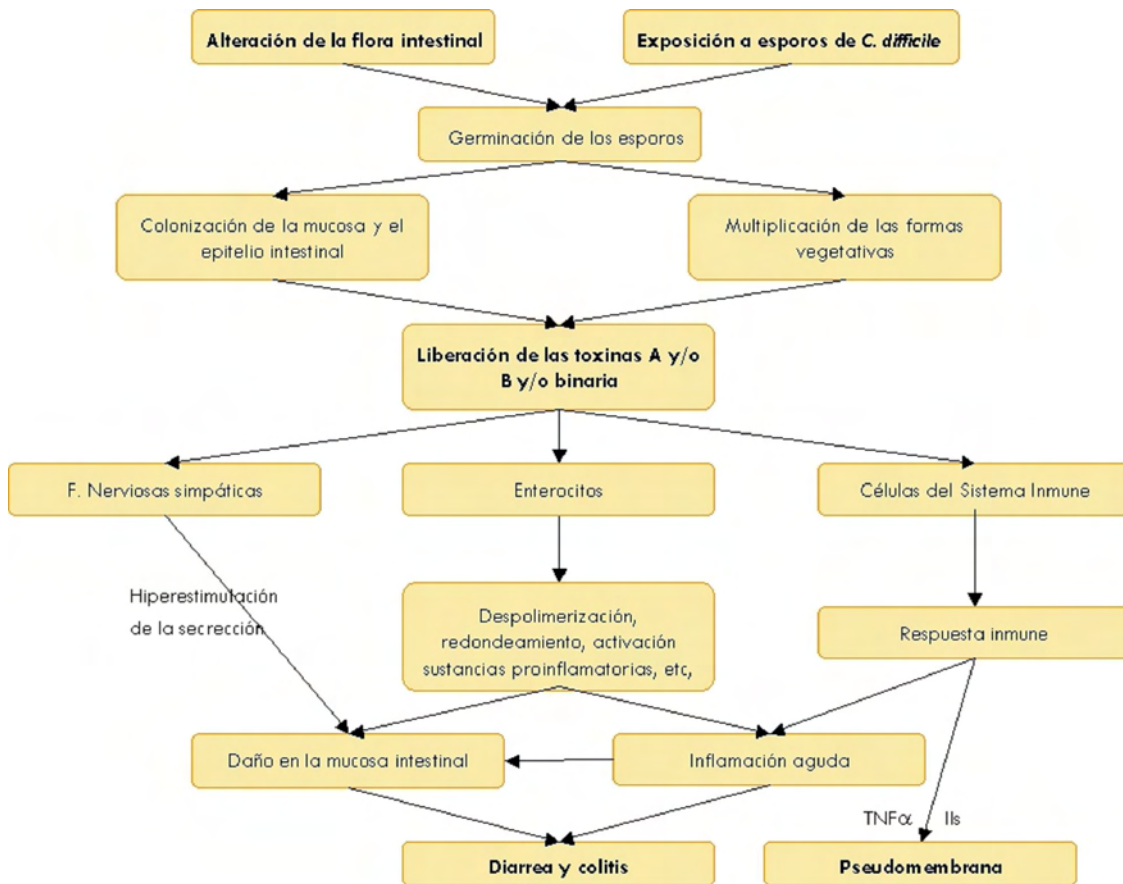 Alteración de la flora intestinal
Exposición a esporos de C. difficile
Germinación de los esporos
Colonización de la mucosa y el
epitelio intestinal
Multiplicación de las formas
vegetativas
Liberación de las toxinas A y/o
B y/o binaria
F. Nerviosas simpáticas
Enterocitos
Células del Sistema Inmune
Hiperestimulación
de la secreción
Despolimerización,
redondeamiento, activación
sustancias proinflamatorias, etc,
Respuesta inmune
Daño en la mucosa intestinal
Inflamación aguda
TNFα Ils
Diarrea y colitis
Pseudomembrana